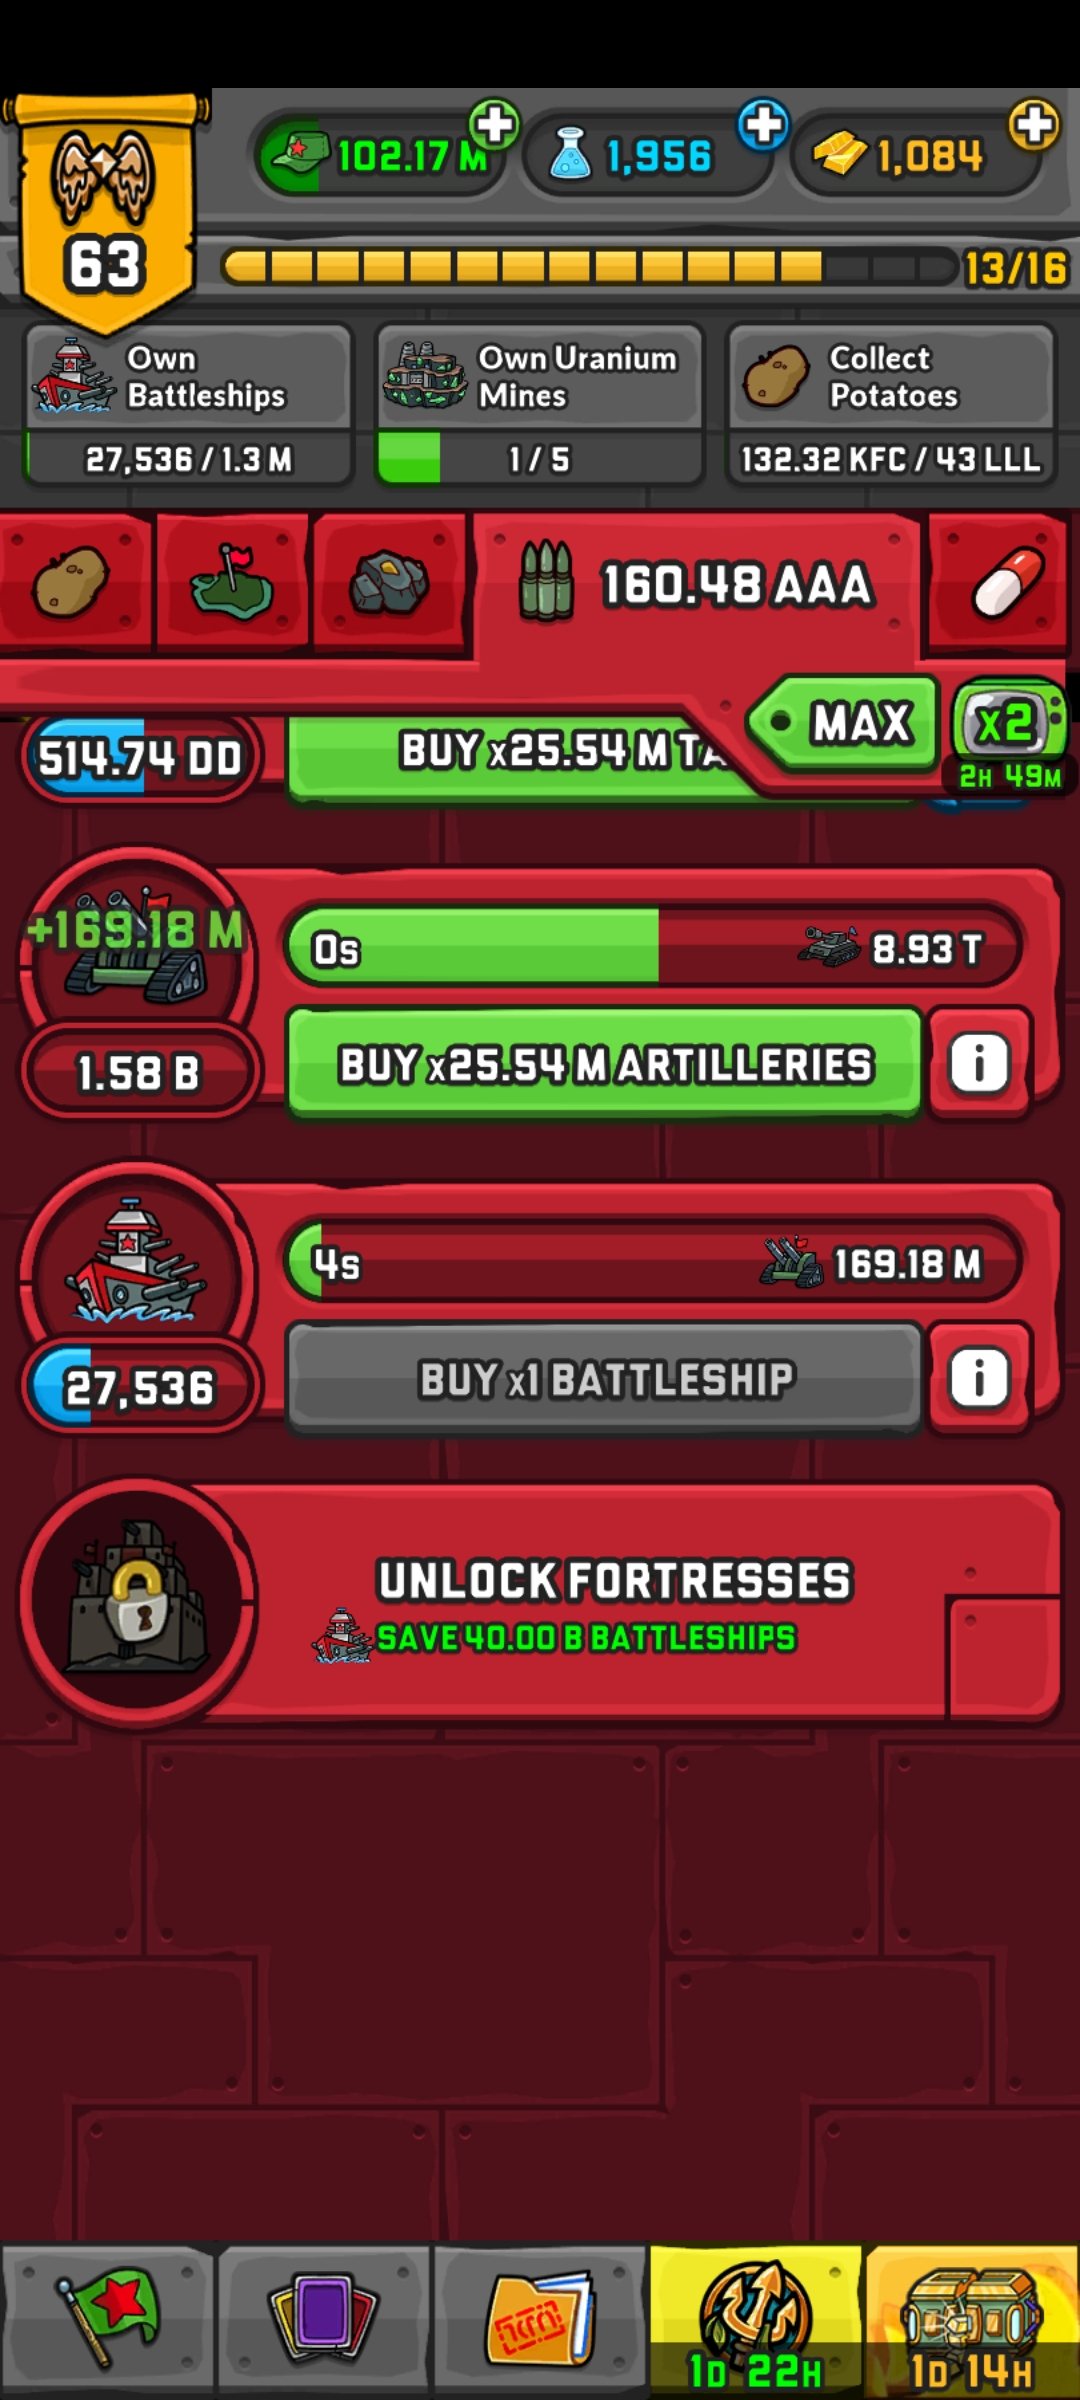 102.17 M
1,956
1,084
63
13/16
Own
Battleships
27,536 / 1.3 M
Own Uranium
Mines
1 / 5
Collect
Potatoes
132.32 KFC / 43 LLL
160.48 AAA
MAX
x2
2H 49M
514.74 DD
BUY x25.54 M
+169.18 M
0s
8.93 T
1.58 B
BUY x25.54 M ARTILLERIES
i
4s
169.18 M
27,536
BUY x1 BATTLESHIP
i
UNLOCK FORTRESSES
SAVE 40.00 B BATTLESHIPS
1D 22H
1D 14H